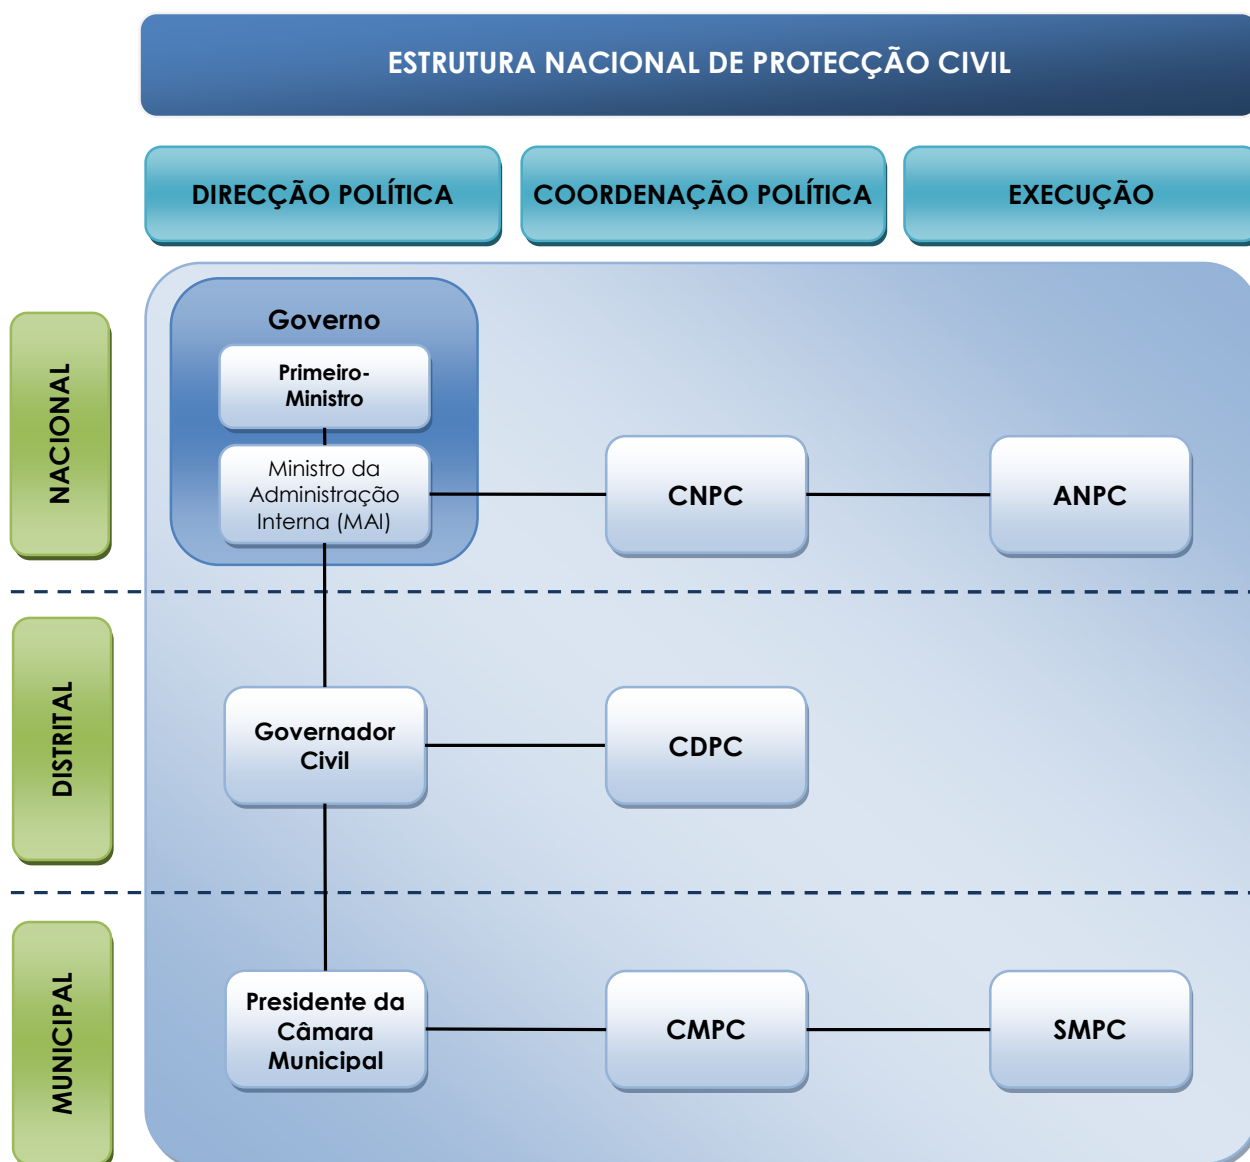 ESTRUTURA NACIONAL DE PROTECÇÃO CIVIL
DIRECÇÃO POLÍTICA
COORDENAÇÃO POLÍTICA
EXECUÇÃO
NACIONAL
Governo
Primeiro-
Ministro
Ministro da
Administração
Interna (MAI)
CNPC
ANPC
DISTRITAL
Governador
Civil
CDPC
MUNICIPAL
Presidente da
Câmara
Municipal
CMPC
SMPC